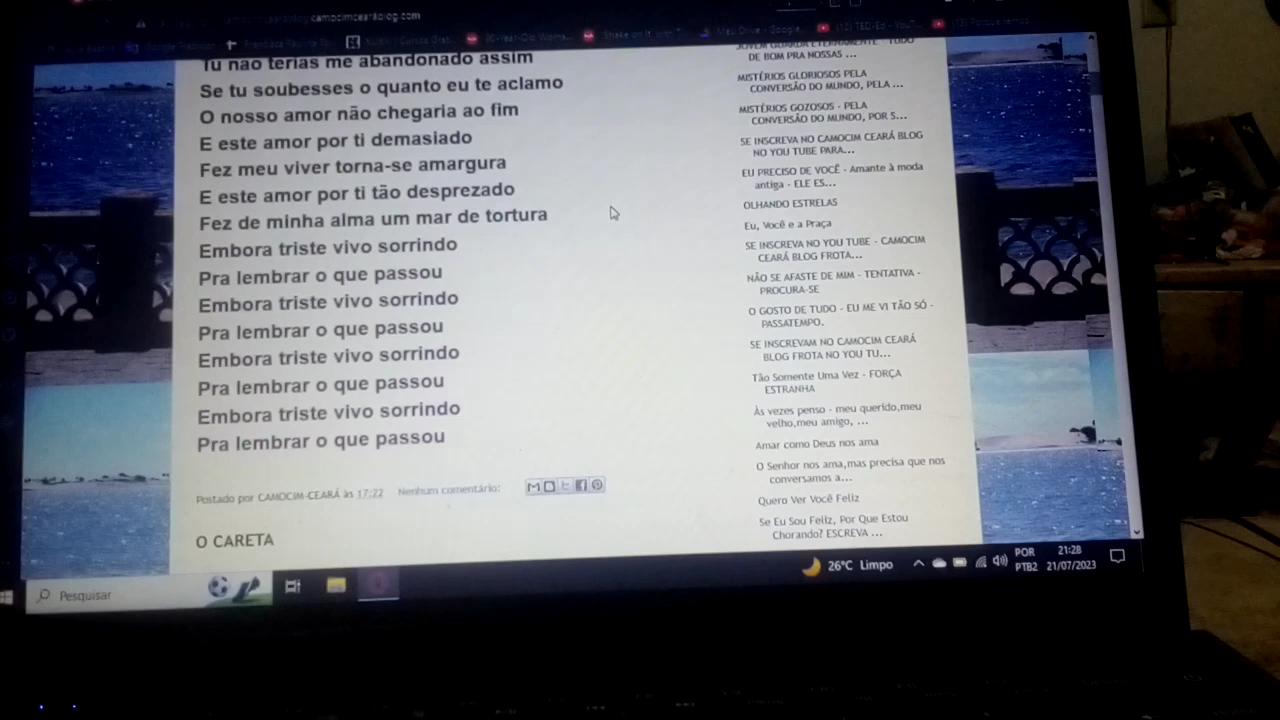 camocimcearablog.com
Tu não terias me abandonado assim
Se tu soubesses o quanto eu te aclamo
O nosso amor não chegaria ao fim
E este amor por ti demasiado
Fez meu viver torna-se amargura
E este amor por ti tão desprezado
Fez de minha alma um mar de tortura
Embora triste vivo sorrindo
Pra lembrar o que passou
Embora triste vivo sorrindo
Pra lembrar o que passou
Embora triste vivo sorrindo
Pra lembrar o que passou
Embora triste vivo sorrindo
Pra lembrar o que passou
Postado por CAMOCIM-CEARÁ às 17:22 Nenhum comentário:
O CARETA
JOVEM GUARDA ETERNAMENTE - TUDO
DE BOM PRA NOSSAS ...
MISTÉRIOS GLORIOSOS PELA
CONVERSÃO DO MUNDO, PELA ...
MISTÉRIOS GOZOSOS - PELA
CONVERSÃO DO MUNDO, POR S...
SE INSCREVA NO CAMOCIM CEARÁ BLOG
NO YOU TUBE PARA...
EU PRECISO DE VOCÊ - Amante à moda
antiga - ELE ES...
OLHANDO ESTRELAS
Eu, Você e a Praça
SE INSCREVA NO YOU TUBE - CAMOCIM
CEARÁ BLOG FROTA...
NÃO SE AFASTE DE MIM - TENTATIVA -
PROCURA-SE
O GOSTO DE TUDO - EU ME VI TÃO SÓ -
PASSATEMPO.
SE INSCREVAM NO CAMOCIM CEARÁ
BLOG FROTA NO YOU TU...
Tão Somente Uma Vez - FORÇA
ESTRANHA
Às vezes penso - meu querido,meu
velho,meu amigo, ...
Amar como Deus nos ama
O Senhor nos ama,mas precisa que nos
conversamos a...
Quero Ver Você Feliz
Se Eu Sou Feliz, Por Que Estou
Chorando? ESCREVA ...
Pesquisar
26°C Limpo
POR
PTB2
21:28
21/07/2023